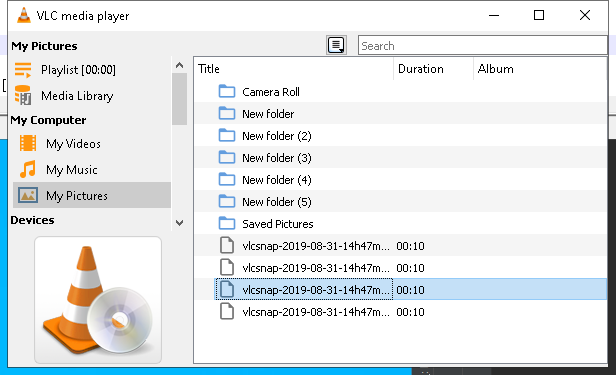 VLC media player
My Pictures
Search
Playlist [00:00]
Media Library
My Computer
My Videos
My Music
My Pictures
Devices
Title Duration Album
Camera Roll
New folder
New folder (2)
New folder (3)
New folder (4)
New folder (5)
Saved Pictures
vlcsnap-2019-08-31-14h47m... 00:10
vlcsnap-2019-08-31-14h47m... 00:10
vlcsnap-2019-08-31-14h47m... 00:10
vlcsnap-2019-08-31-14h47m... 00:10